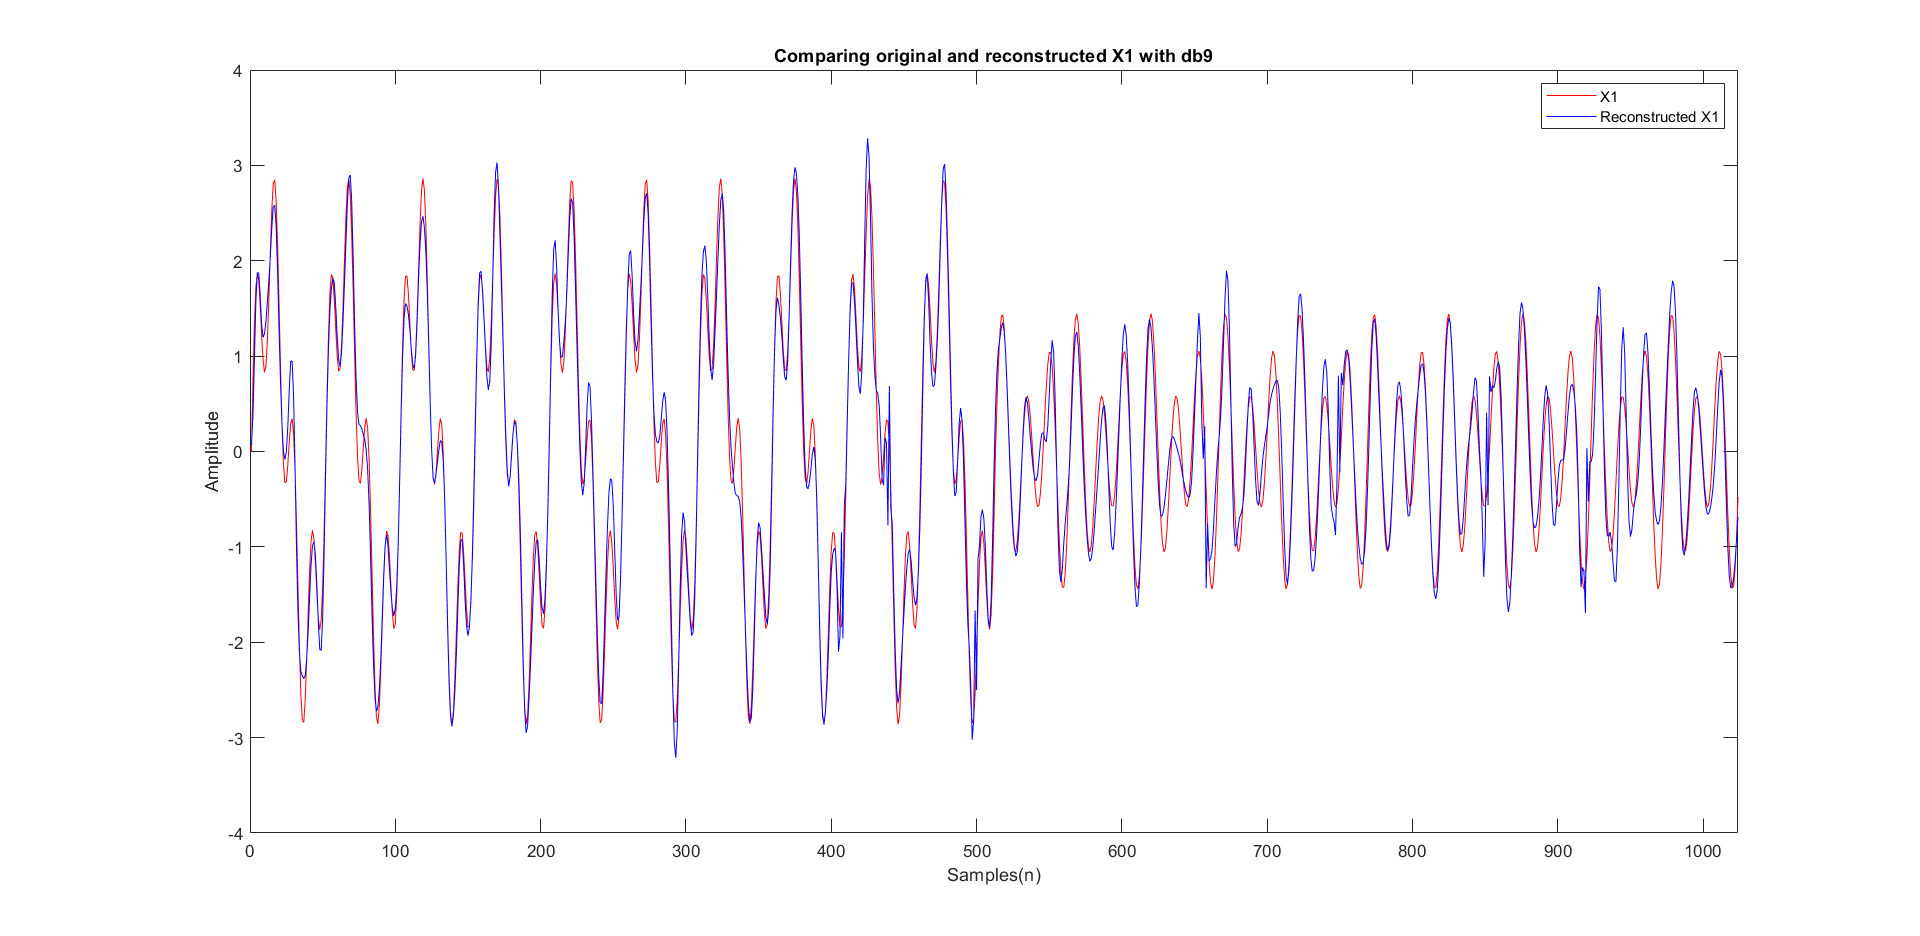 Comparing original and reconstructed X1 with db9
X1
Reconstructed X1
Amplitude
4
3
2
1
0
-1
-2
-3
-4
0 100 200 300 400 500 600 700 800 900 1000
Samples(n)